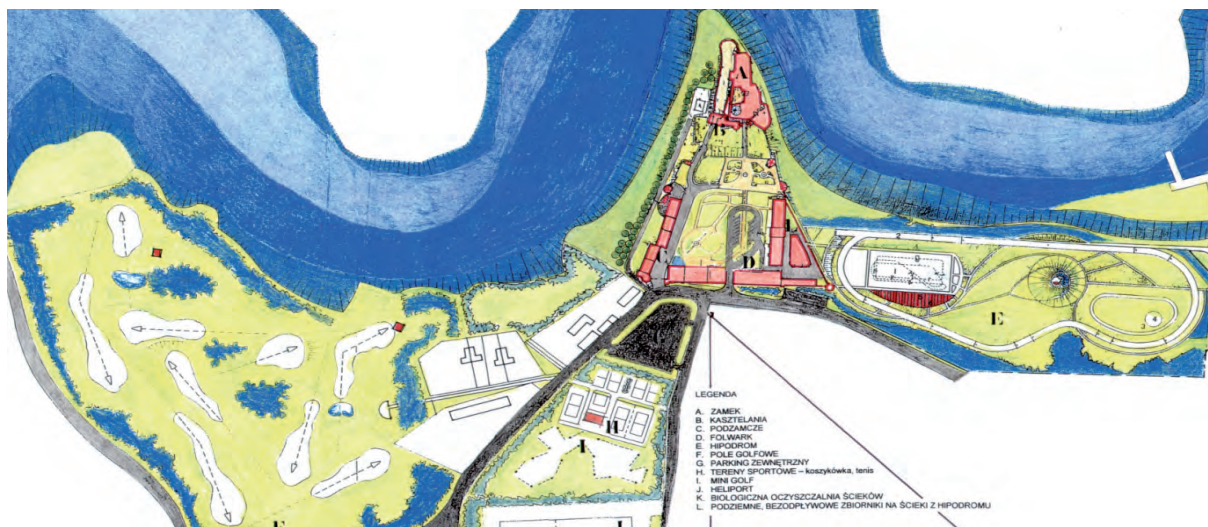 A
B
C
D
L
E
H
I
F
LEGENDA
A. ZAMEK
B. KASZTELANIA
C. PODZAMCZE
D. FOLWARK
E. HIPODROM
F. POLE GOLFOWE
G. PARKING ZEWNĘTRZNY
H. TERENY SPORTOWE – koszykówka, tenis
I. MINI GOLF
J. HELIPORT
K. BIOLOGICZNA OCZYSZCZALNIA ŚCIEKÓW
L. PODZIEMNE, BEZODPŁYWOWE ZBIORNIKI NA ŚCIEKI Z HIPODROMU